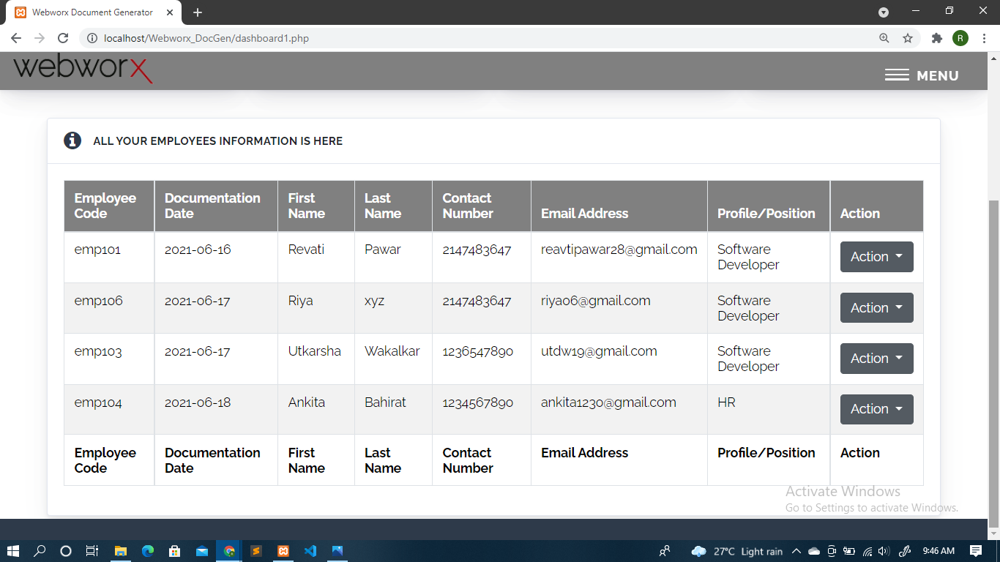 Webworx Document Generator
localhost/Webworx_DocGen/dashboard1.php
R
webworx
MENU
ALL YOUR EMPLOYEES INFORMATION IS HERE
Employee Code Documentation Date First Name Last Name Contact Number Email Address Profile/Position Action
emp101 2021-06-16 Revati Pawar 2147483647 reavtipawar28@gmail.com Software Developer Action
emp106 2021-06-17 Riya xyz 2147483647 riya06@gmail.com Software Developer Action
emp103 2021-06-17 Utkarsha Wakalkar 1236547890 utdw19@gmail.com Software Developer Action
emp104 2021-06-18 Ankita Bahirat 1234567890 ankita1230@gmail.com HR Action
Employee Code Documentation Date First Name Last Name Contact Number Email Address Profile/Position Action
Activate Windows
Go to Settings to activate Windows.
27°C Light rain 9:46 AM